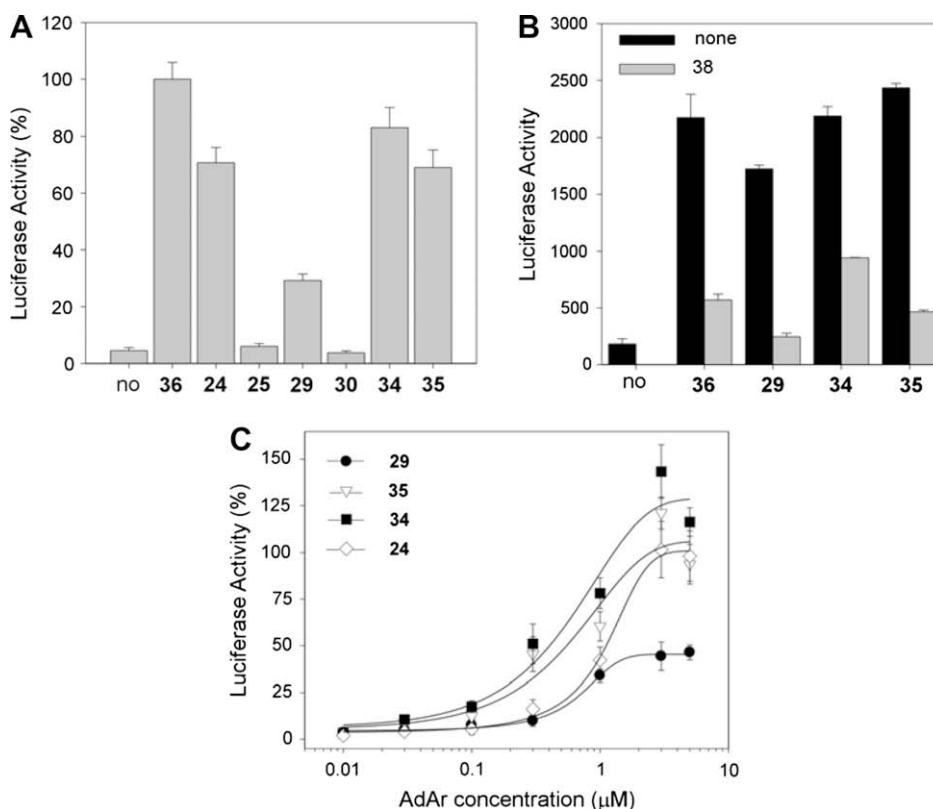 A
Luciferase Activity (%)
120
100
80
60
40
20
0
no 36 24 25 29 30 34 35
B
none
38
Luciferase Activity
3000
2500
2000
1500
1000
500
0
no 36 29 34 35
C
29
35
34
24
Luciferase Activity (%)
150
125
100
75
50
25
0
0.01 0.1 1 10
AdAr concentration (μM)